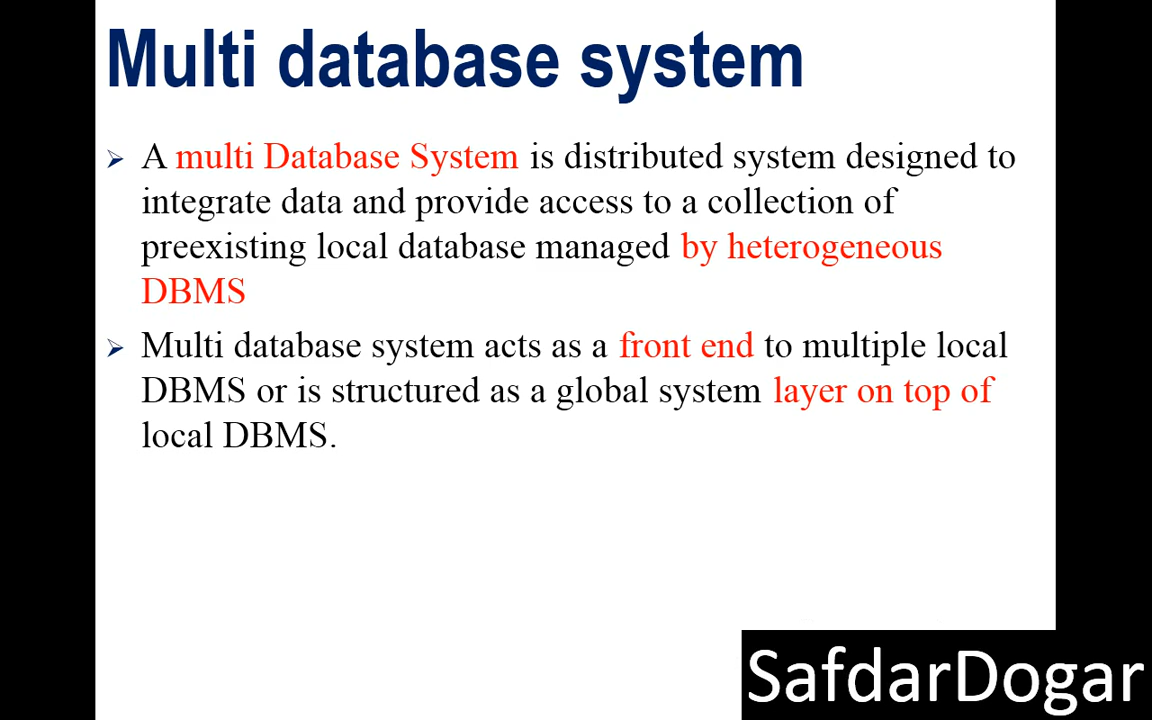 Multi database system
➢ A multi Database System is distributed system designed to
integrate data and provide access to a collection of
preexisting local database managed by heterogeneous
DBMS
➢ Multi database system acts as a front end to multiple local
DBMS or is structured as a global system layer on top of
local DBMS.
SafdarDogar